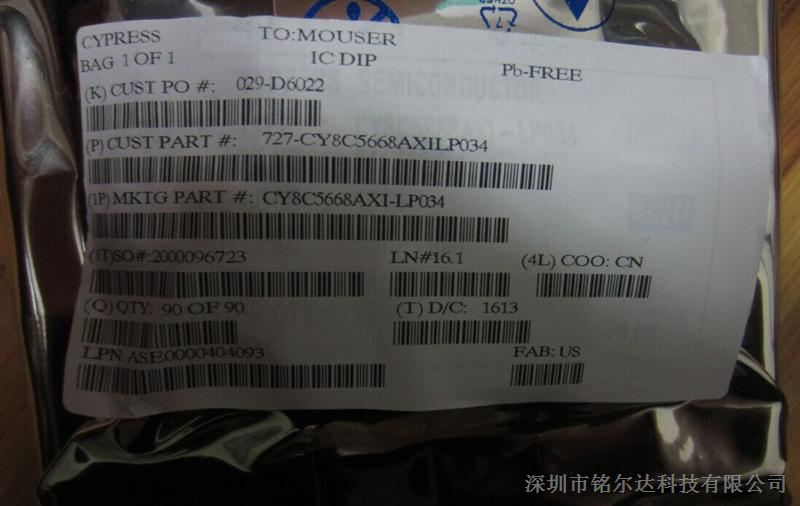 CYPRESS TO:MOUSER
BAG 1 OF 1 IC DIP Pb-FREE
(K) CUST PO #: 029-D6022
(P) CUST PART #: 727-CY8C5668AXILP034
(1P) MKTG PART #: CY8C5668AXI-LP034
(1T)SO#:2000096723 LN#16.1 (4L) COO: CN
(Q) QTY: 90 OF 90 (T) D/C: 1613
LPN: ASE0000404093 FAB: US
深圳市铭尔达科技有限公司